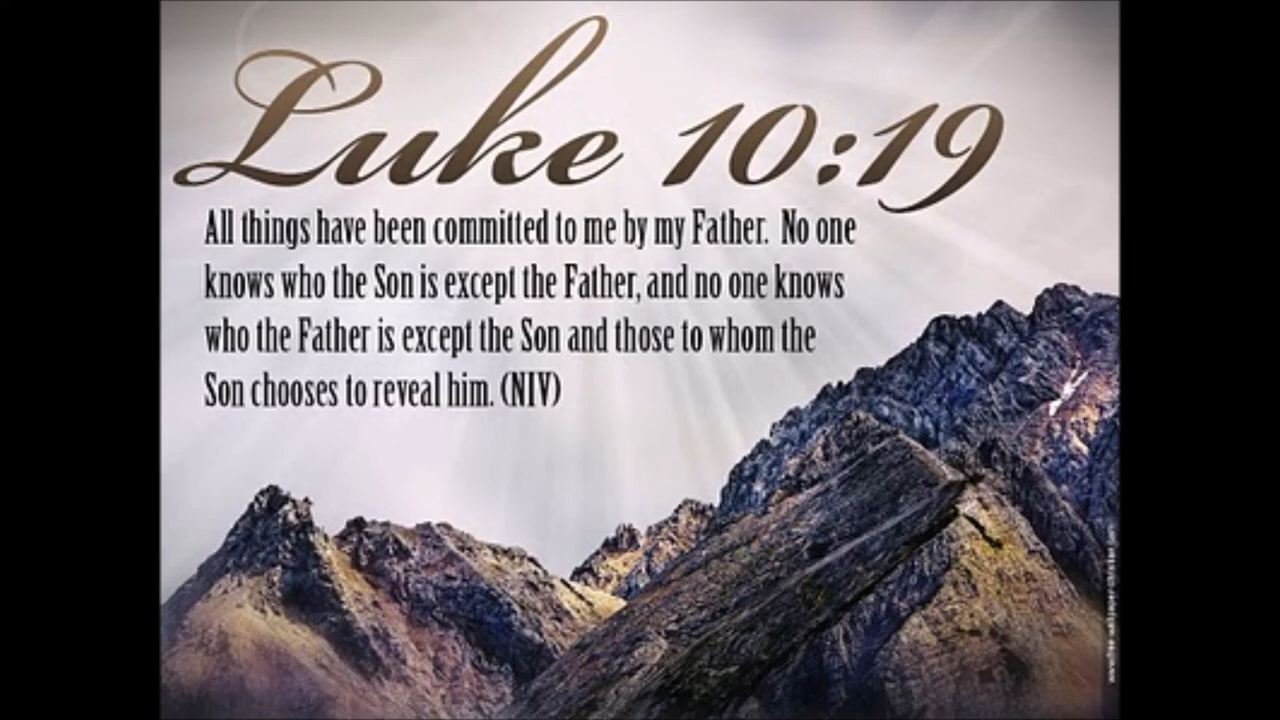 Luke 10:19
All things have been committed to me by my Father. No one
knows who the Son is except the Father, and no one knows
who the Father is except the Son and those to whom the
Son chooses to reveal him. (NIV)